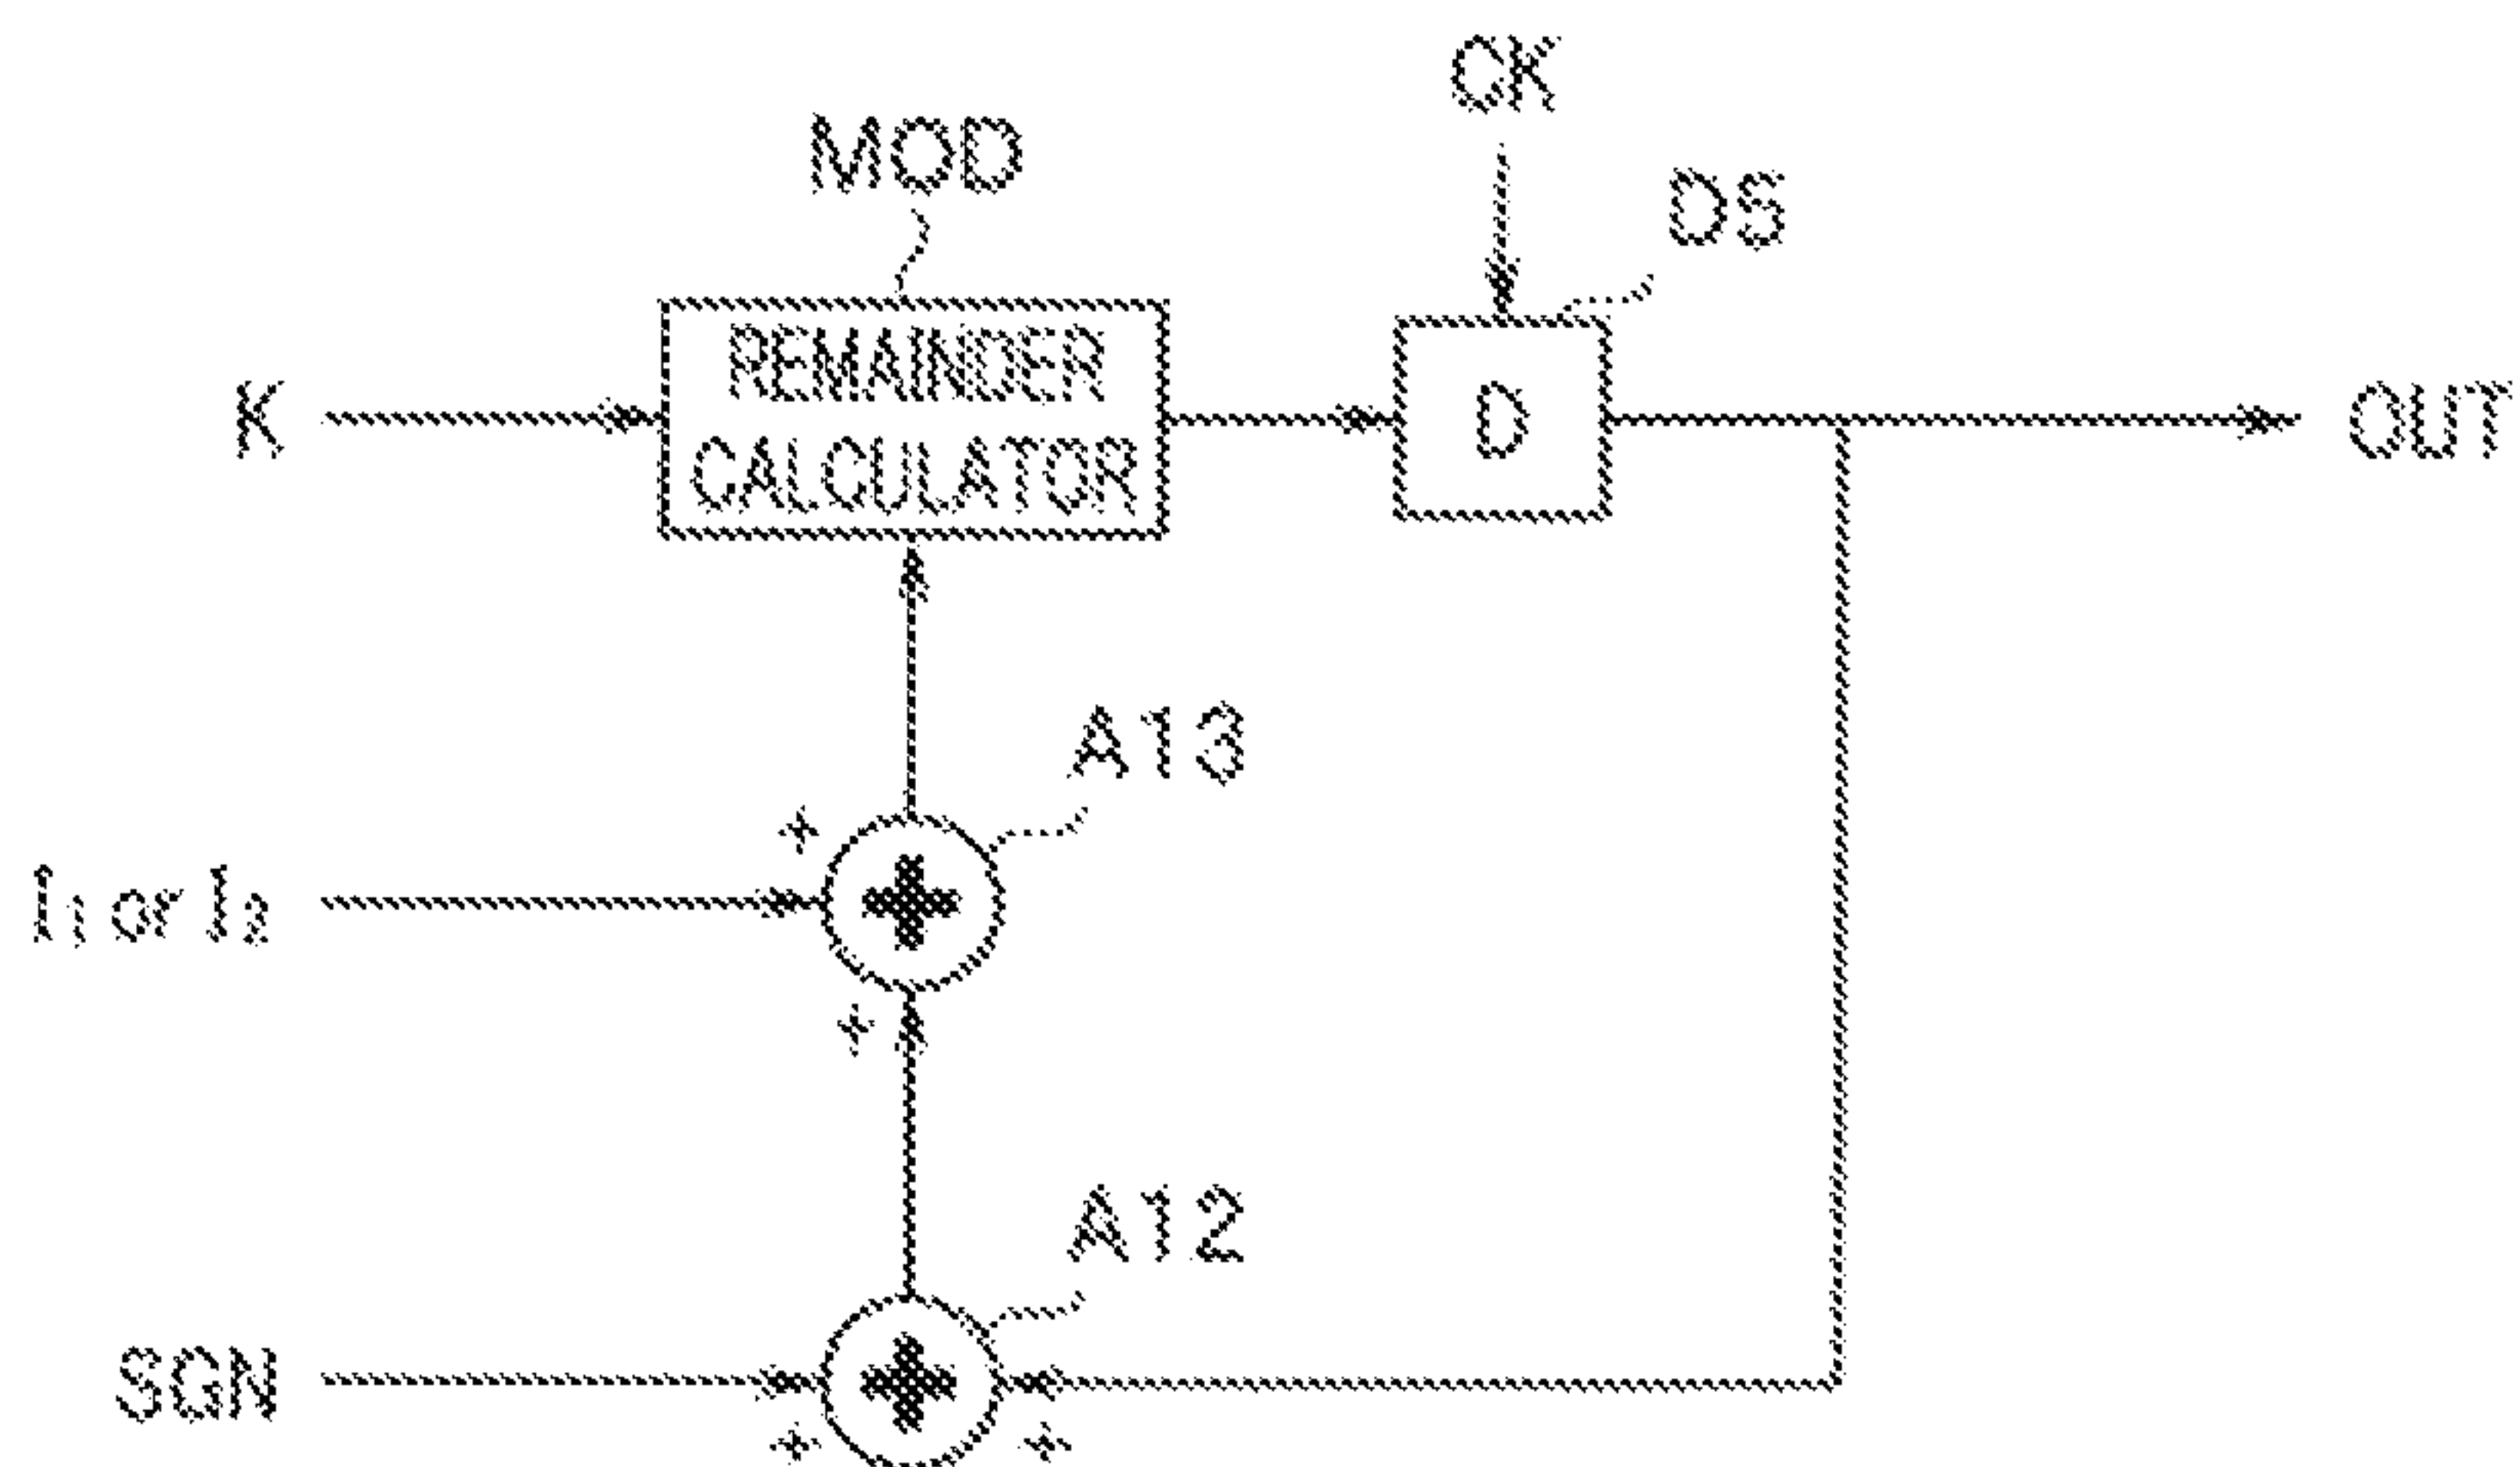 CK
MOD
DS
REMAINDER
K
D
OUT
CALCULATOR
A13
+
I1 or I2
+
A12
SGN
+ +